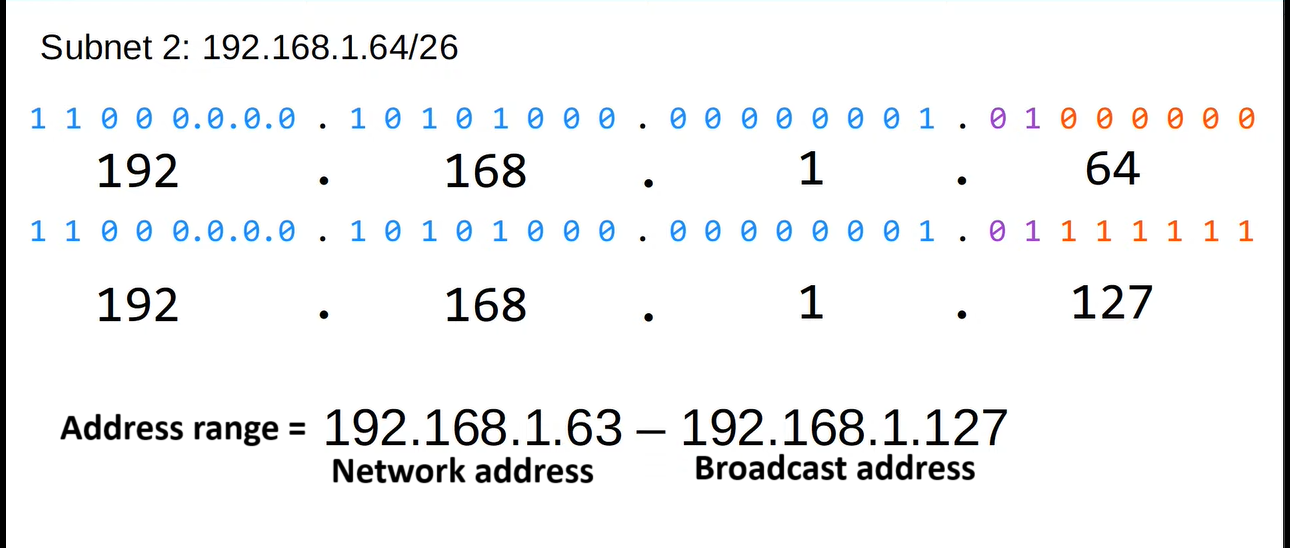 Subnet 2: 192.168.1.64/26
1 1 0 0 0.0.0.0 . 1 0 1 0 1 0 0 0 . 0 0 0 0 0 0 0 1 . 0 1 0 0 0 0 0 0
192 . 168 . 1 . 64
1 1 0 0 0.0.0.0 . 1 0 1 0 1 0 0 0 . 0 0 0 0 0 0 0 1 . 0 1 1 1 1 1 1 1
192 . 168 . 1 . 127
Address range = 192.168.1.63 – 192.168.1.127
Network address Broadcast address